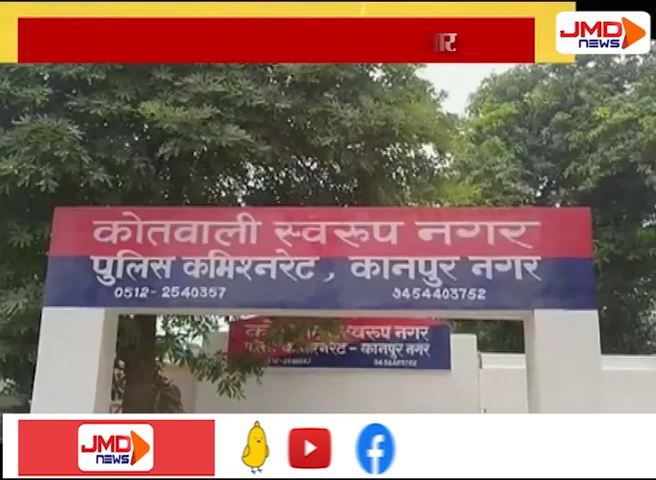 JMD
NEWS
कोतवाली स्वरुप नगर
पुलिस कमिश्नरेट, कानपुर नगर
0512-2540357 9454403752
स्वरुप नगर
कानपुर नगर
JMD
NEWS